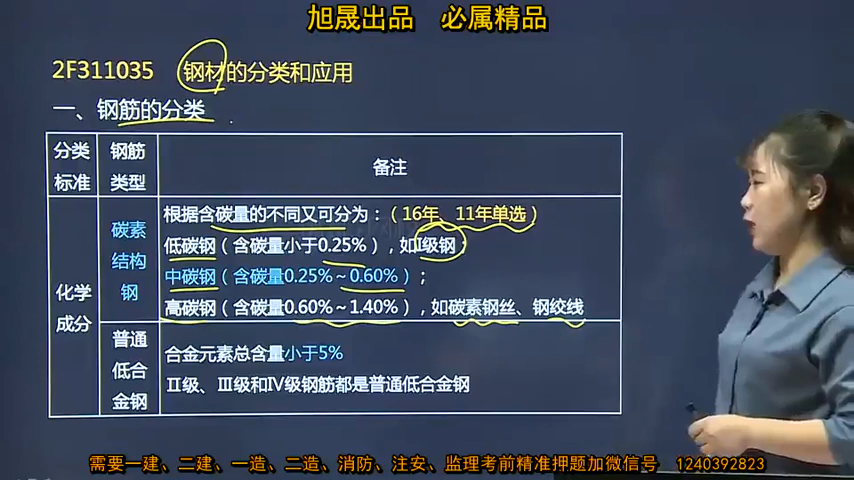 旭晟出品 必属精品
2F311035 钢材的分类和应用
一、钢筋的分类
分类标准
钢筋类型
备注
化学成分
碳素结构钢
根据含碳量的不同又可分为：（16年、11年单选）
低碳钢（含碳量小于0.25%），如I级钢；
中碳钢（含碳量0.25%～0.60%）；
高碳钢（含碳量0.60%～1.40%），如碳素钢丝、钢绞线
普通低合金钢
合金元素总含量小于5%
Ⅱ级、Ⅲ级和Ⅳ级钢筋都是普通低合金钢
需要一建、二建、一造、二造、消防、注安、监理考前精准押题加微信号 1240392823